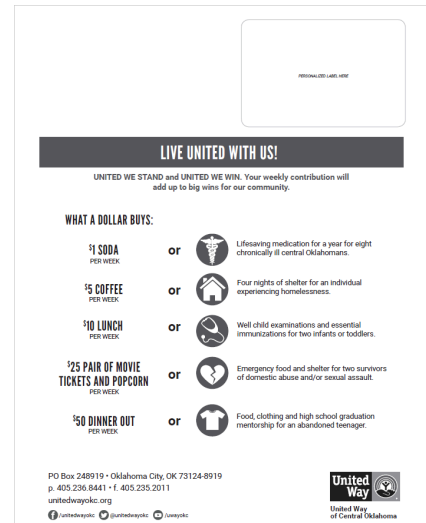 PERSONALIZED LABEL HERE
LIVE UNITED WITH US!
UNITED WE STAND and UNITED WE WIN. Your weekly contribution will
add up to big wins for our community.
WHAT A DOLLAR BUYS:
$1 SODA
PER WEEK
or
Lifesaving medication for a year for eight
chronically ill central Oklahomans.
$5 COFFEE
PER WEEK
or
Four nights of shelter for an individual
experiencing homelessness.
$10 LUNCH
PER WEEK
or
Well child examinations and essential
immunizations for two infants or toddlers.
$25 PAIR OF MOVIE
TICKETS AND POPCORN
PER WEEK
or
Emergency food and shelter for two survivors
of domestic abuse and/or sexual assault.
$50 DINNER OUT
PER WEEK
or
Food, clothing and high school graduation
mentorship for an abandoned teenager.
PO Box 248919 • Oklahoma City, OK 73124-8919
p. 405.236.8441 • f. 405.235.2011
unitedwayokc.org
/unitedwayokc @unitedwayokc /uwayokc
United
Way
United Way
of Central Oklahoma